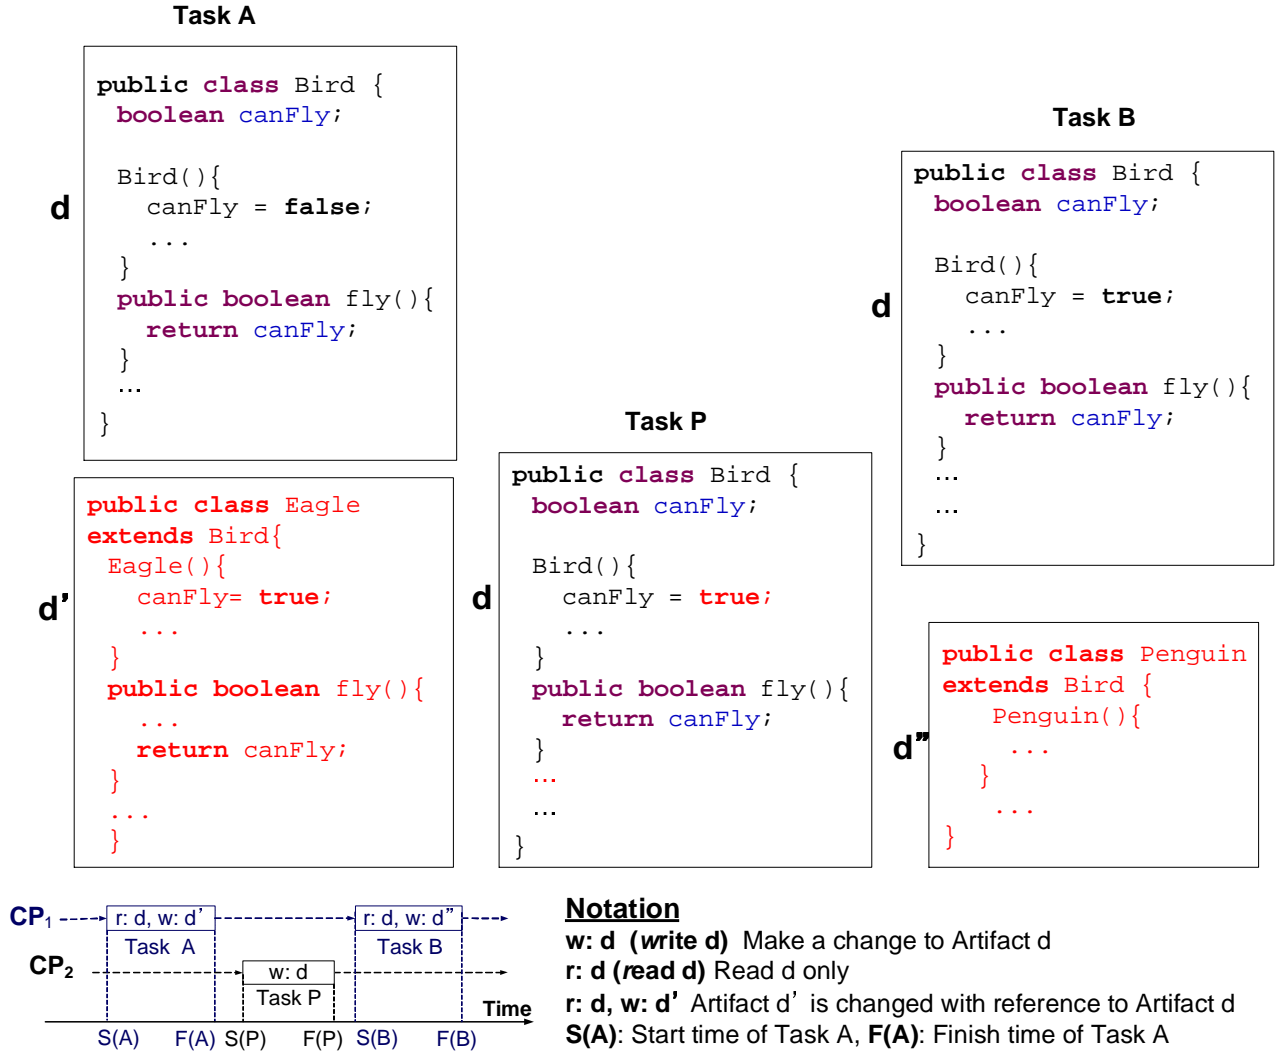 Task A
public class Bird {
boolean canFly;
Bird(){
canFly = false;
...
}
public boolean fly(){
return canFly;
}
...
}
d
public class Eagle
extends Bird{
Eagle(){
canFly= true;
...
}
public boolean fly(){
...
return canFly;
}
...
}
d'
Task P
public class Bird {
boolean canFly;
Bird(){
canFly = true;
...
}
public boolean fly(){
return canFly;
}
...
...
}
d
Task B
public class Bird {
boolean canFly;
Bird(){
canFly = true;
...
}
public boolean fly(){
return canFly;
}
...
...
}
d
public class Penguin
extends Bird {
Penguin(){
...
}
...
}
d"
CP1
r: d, w: d'
Task A
r: d, w: d"
Task B
CP2
w: d
Task P
Time
S(A) F(A) S(P) F(P) S(B) F(B)
Notation
w: d (write d) Make a change to Artifact d
r: d (read d) Read d only
r: d, w: d' Artifact d' is changed with reference to Artifact d
S(A): Start time of Task A, F(A): Finish time of Task A